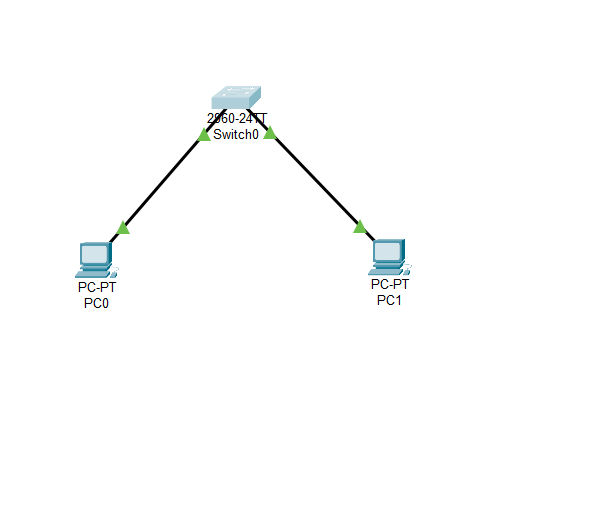 2960-24TT
Switch0
PC-PT
PC0
PC-PT
PC1